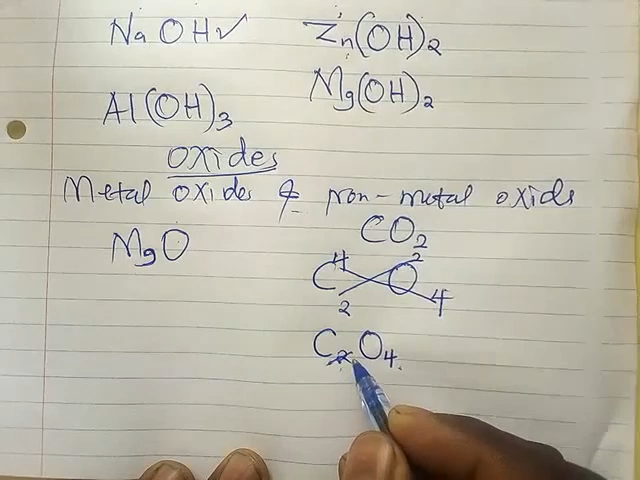 NaOH✓ Zn(OH)2
Al(OH)3 Mg(OH)2
Oxides
Metal oxides & non-metal oxids
MgO CO2
C 4 O 2
2 4
C2O4